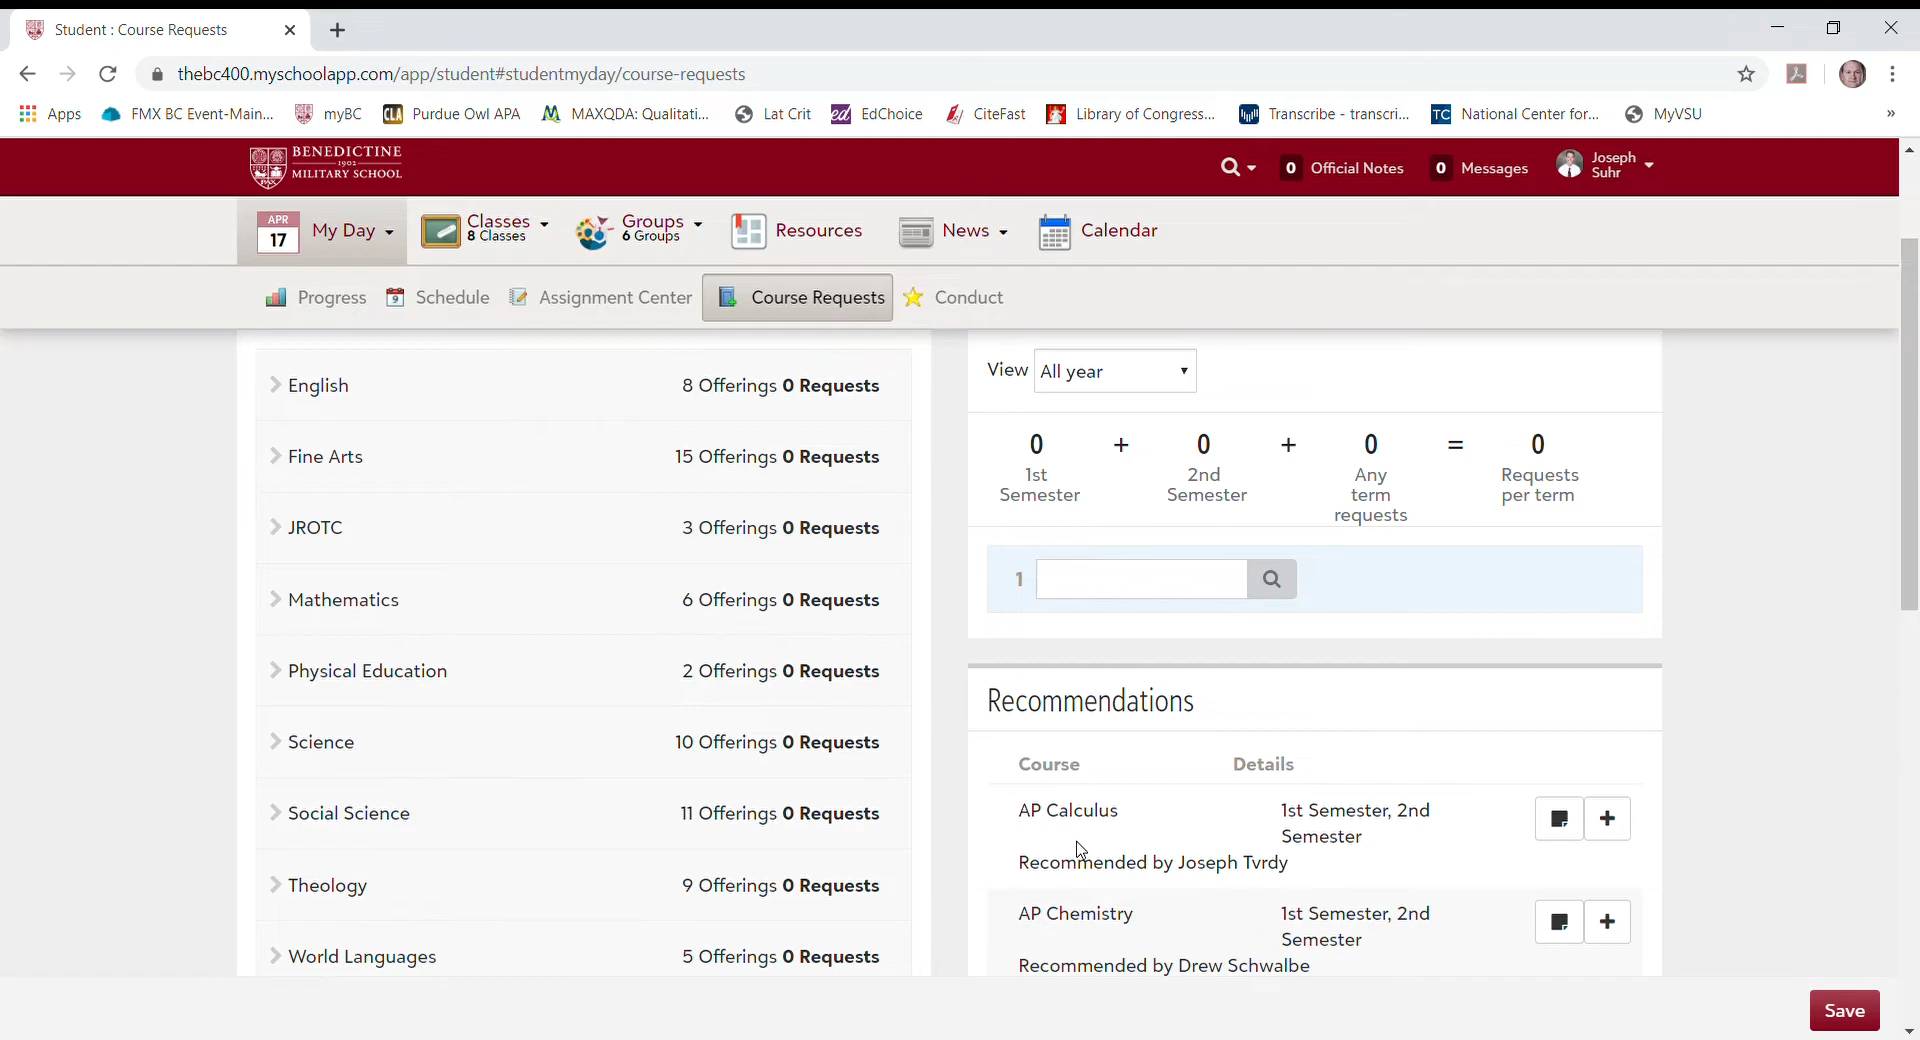 Student : Course Requests
thebc400.myschoolapp.com/app/student#studentmyday/course-requests
Apps FMX BC Event-Main... myBC CLA Purdue Owl APA MAXQDA: Qualitati... Lat Crit ed EdChoice CiteFast Library of Congress... Transcribe - transcri... TC National Center for... MyVSU »
BENEDICTINE
1902
MILITARY SCHOOL
0 Official Notes 0 Messages Joseph
Suhr
APR
17 My Day Classes
8 Classes Groups
6 Groups Resources News Calendar
Progress 9 Schedule Assignment Center Course Requests Conduct
English 8 Offerings 0 Requests
Fine Arts 15 Offerings 0 Requests
JROTC 3 Offerings 0 Requests
Mathematics 6 Offerings 0 Requests
Physical Education 2 Offerings 0 Requests
Science 10 Offerings 0 Requests
Social Science 11 Offerings 0 Requests
Theology 9 Offerings 0 Requests
World Languages 5 Offerings 0 Requests
View All year
0 + 0 + 0 = 0
1st
Semester
2nd
Semester
Any
term
requests
Requests
per term
1
Recommendations
Course Details
AP Calculus 1st Semester, 2nd
Semester
Recommended by Joseph Tvrdy
AP Chemistry 1st Semester, 2nd
Semester
Recommended by Drew Schwalbe
Save